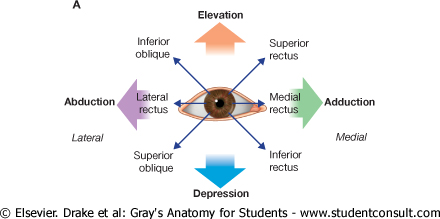 A
Elevation
Inferior
oblique
Superior
rectus
Abduction
Lateral
rectus
Medial
rectus
Adduction
Lateral
Medial
Superior
oblique
Inferior
rectus
Depression
© Elsevier. Drake et al: Gray's Anatomy for Students - www.studentconsult.com